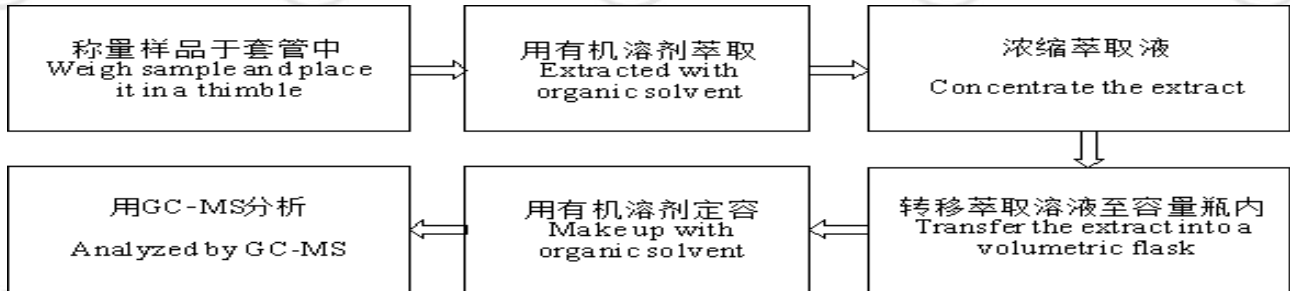 称量样品于套管中
Weigh sample and place
it in a thimble
用有机溶剂萃取
Extracted with
organic solvent
浓缩萃取液
Concentrate the extract
转移萃取溶液至容量瓶内
Transfer the extract into a
volumetric flask
用有机溶剂定容
Make up with
organic solvent
用GC-MS分析
Analyzed by GC-MS